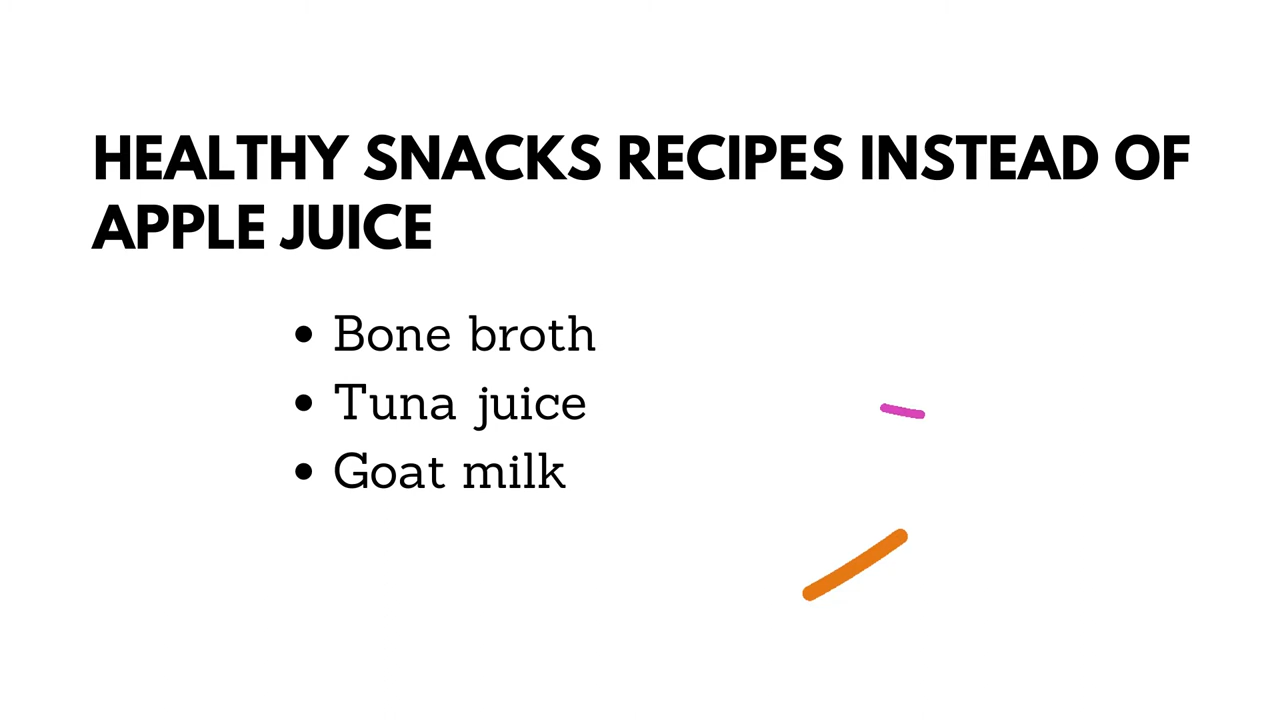 HEALTHY SNACKS RECIPES INSTEAD OF
APPLE JUICE
• Bone broth
• Tuna juice
• Goat milk